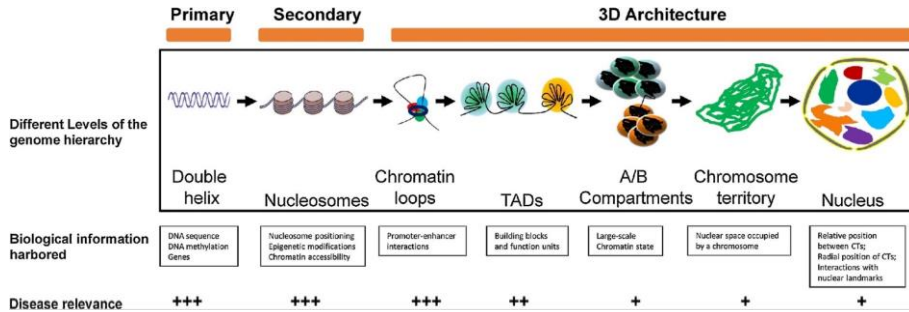 Primary
Secondary
3D Architecture
Different Levels of the
genome hierarchy
Double
helix
Nucleosomes
Chromatin
loops
TADs
A/B
Compartments
Chromosome
territory
Nucleus
Biological information
harbored
DNA sequence
DNA methylation
Genes
Nucleosome positioning
Epigenetic modifications
Chromatin accessibility
Promoter-enhancer
interactions
Building blocks
and function units
Large-scale
Chromatin state
Nuclear space occupied
by a chromosome
Relative position
between CTs;
Radial position of CTs;
Interactions with
nuclear landmarks
Disease relevance
+++
+++
+++
++
+
+
+